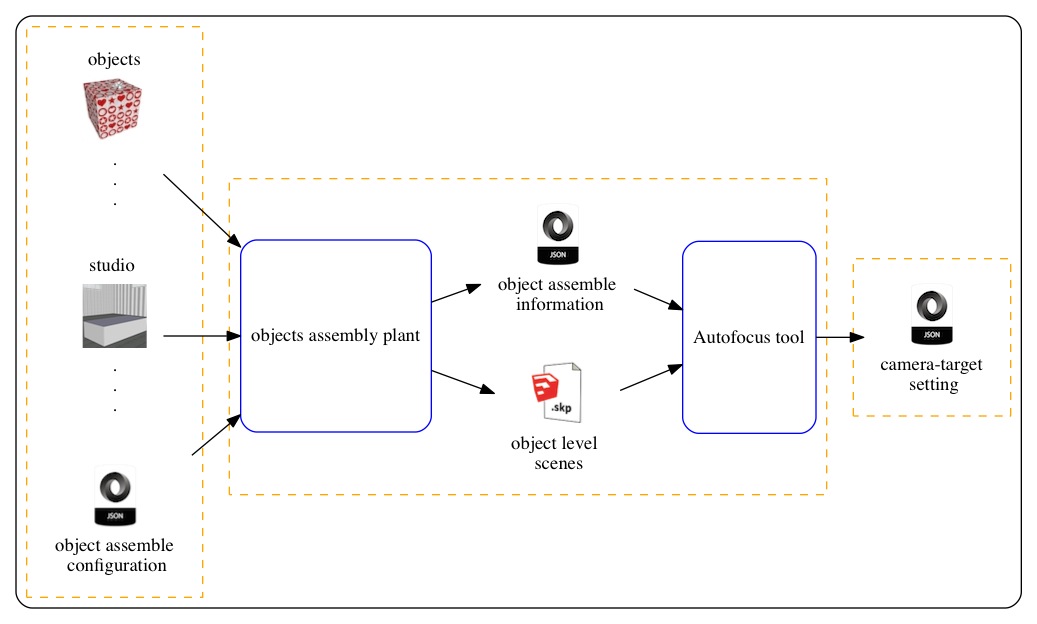 objects
studio
JSON
object assemble
configuration
objects assembly plant
JSON
object assemble
information
.skp
object level
scenes
Autofocus tool
JSON
camera-target
setting